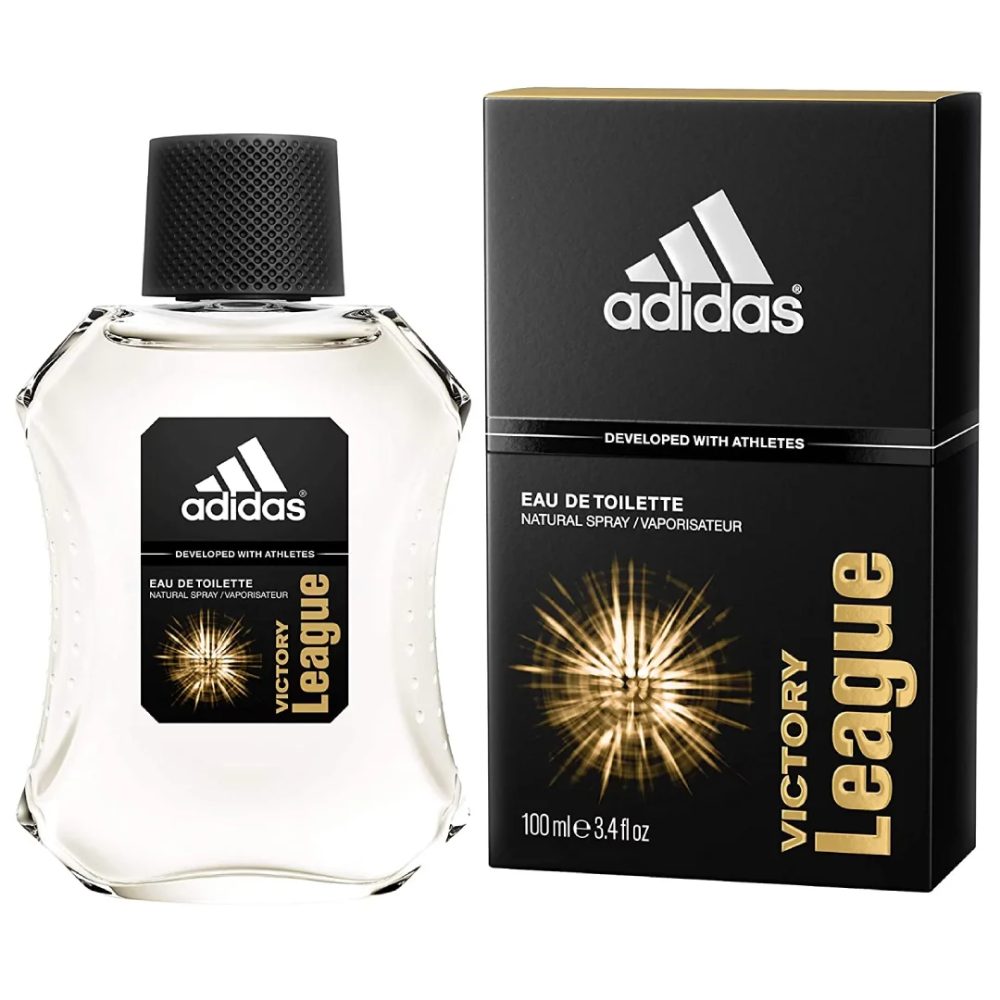 adidas®
DEVELOPED WITH ATHLETES
EAU DE TOILETTE
NATURAL SPRAY / VAPORISATEUR
VICTORY
League
adidas®
DEVELOPED WITH ATHLETES
EAU DE TOILETTE
NATURAL SPRAY / VAPORISATEUR
VICTORY
League
100 ml e 3.4 fl oz